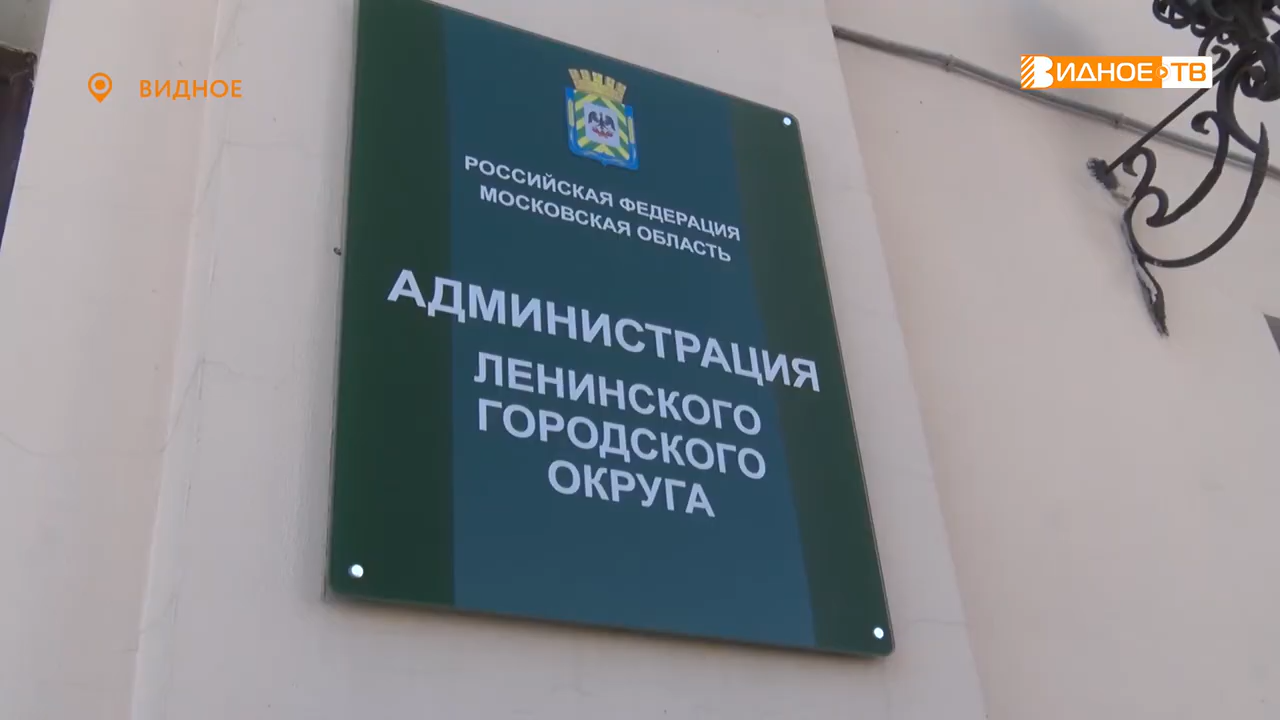 ВИДНОЕ
ВИДНОЕ ТВ
РОССИЙСКАЯ ФЕДЕРАЦИЯ
МОСКОВСКАЯ ОБЛАСТЬ
АДМИНИСТРАЦИЯ
ЛЕНИНСКОГО
ГОРОДСКОГО
ОКРУГА